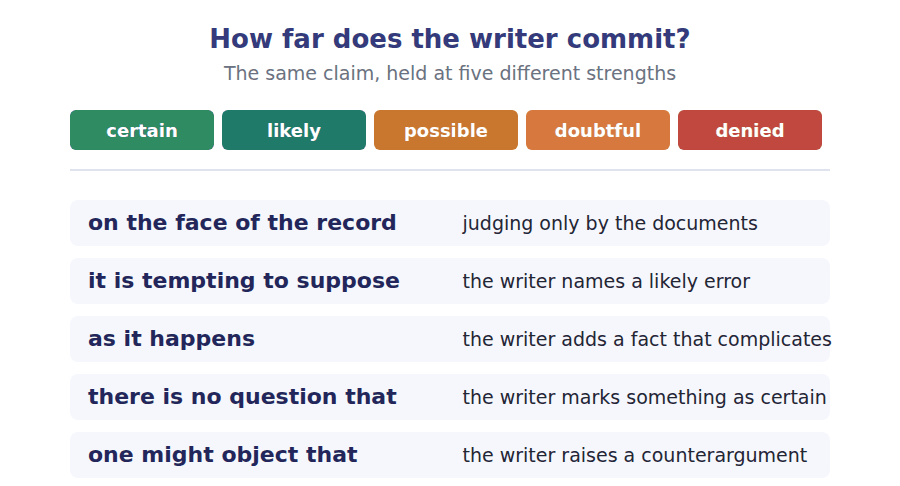 How far does the writer commit?
The same claim, held at five different strengths
certain likely possible doubtful denied
on the face of the record judging only by the documents
it is tempting to suppose the writer names a likely error
as it happens the writer adds a fact that complicates
there is no question that the writer marks something as certain
one might object that the writer raises a counterargument